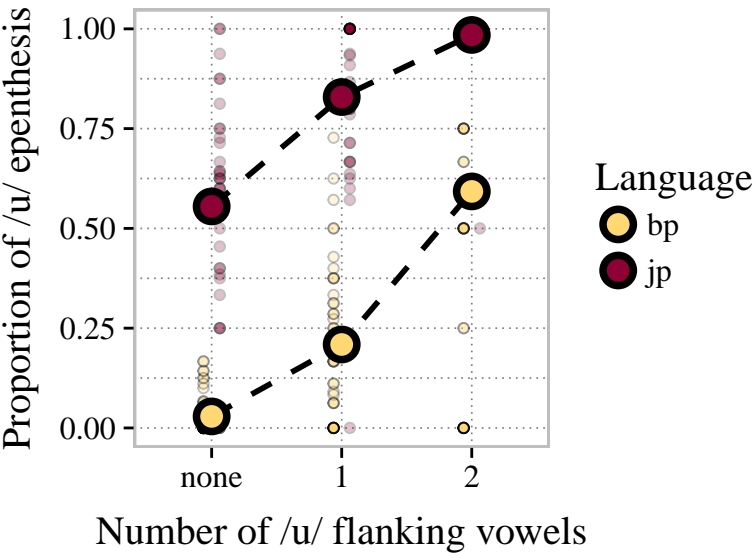 Proportion of /u/ epenthesis
1.00
0.75
0.50
0.25
0.00
none 1 2
Number of /u/ flanking vowels
Language
bp
jp